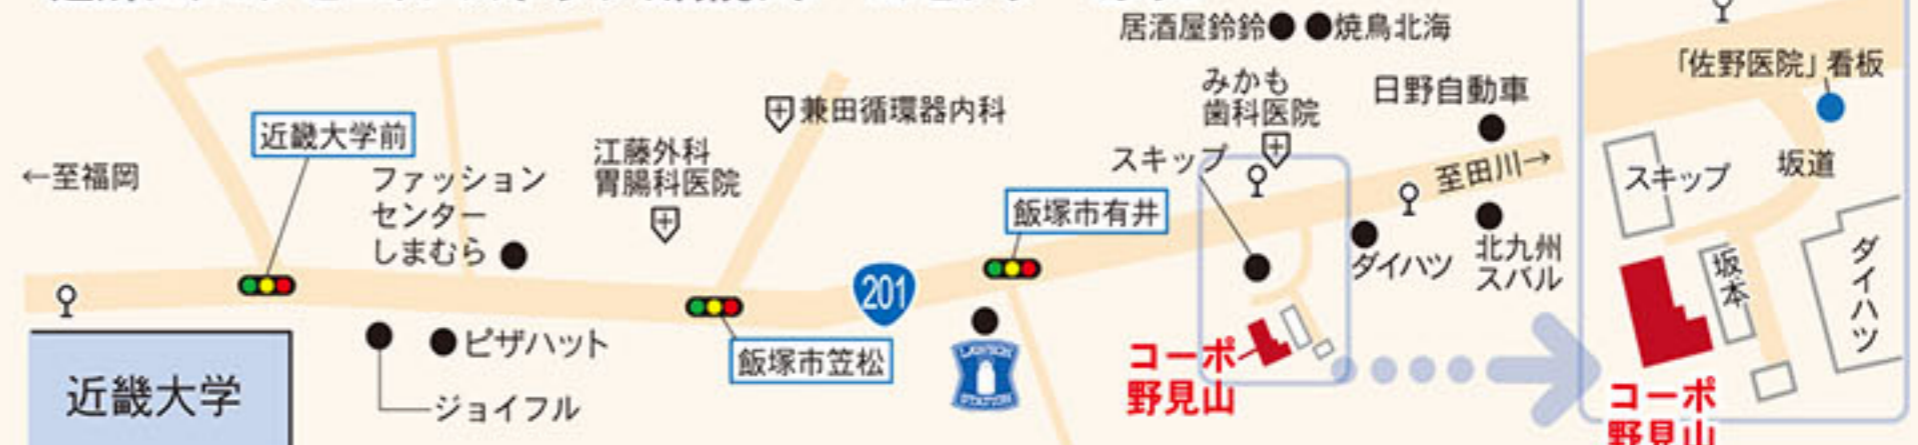 居酒屋鈴鈴
焼鳥北海
「佐野医院」看板
みかも
歯科医院
日野自動車
兼田循環器内科
近畿大学前
江藤外科
胃腸科医院
スキップ
至田川→
←至福岡
ファッション
センター
しまむら
飯塚市有井
スキップ
坂道
ダイハツ
北九州
スバル
坂本
ダイハツ
201
ピザハット
飯塚市笠松
LAWSON
STATION
コーポ
野見山
近畿大学
ジョイフル
コーポ
野見山